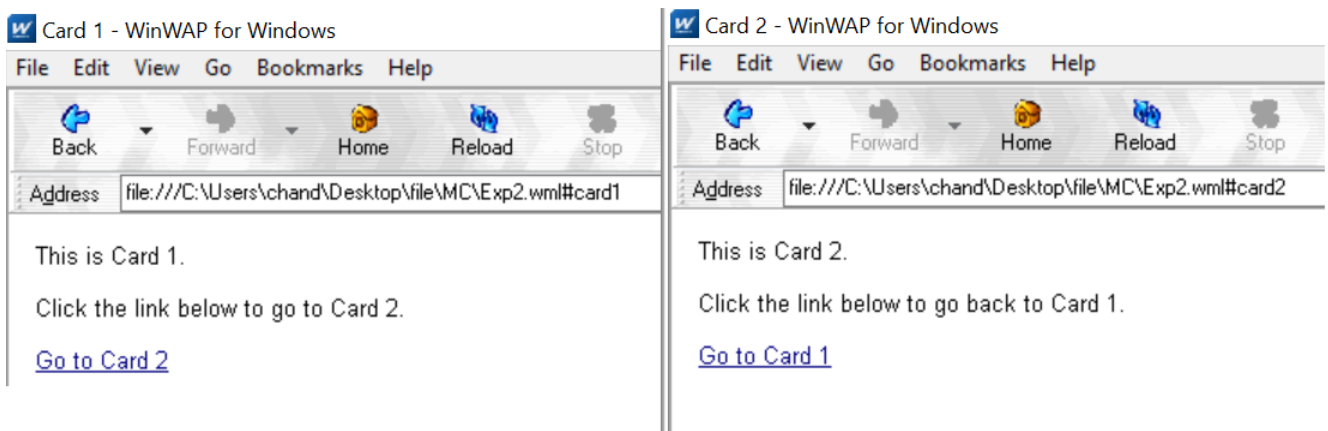 Card 1 - WinWAP for Windows
File Edit View Go Bookmarks Help
Back Forward Home Reload Stop
Address file:///C:\Users\chand\Desktop\file\MC\Exp2.wml#card1
This is Card 1.
Click the link below to go to Card 2.
Go to Card 2
Card 2 - WinWAP for Windows
File Edit View Go Bookmarks Help
Back Forward Home Reload Stop
Address file:///C:\Users\chand\Desktop\file\MC\Exp2.wml#card2
This is Card 2.
Click the link below to go back to Card 1.
Go to Card 1